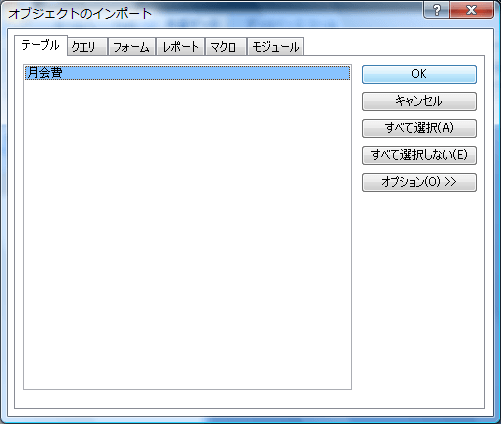 オブジェクトのインポート
テーブル クエリ フォーム レポート マクロ モジュール
月会費
OK
キャンセル
すべて選択(A)
すべて選択しない(E)
オプション(O) >>